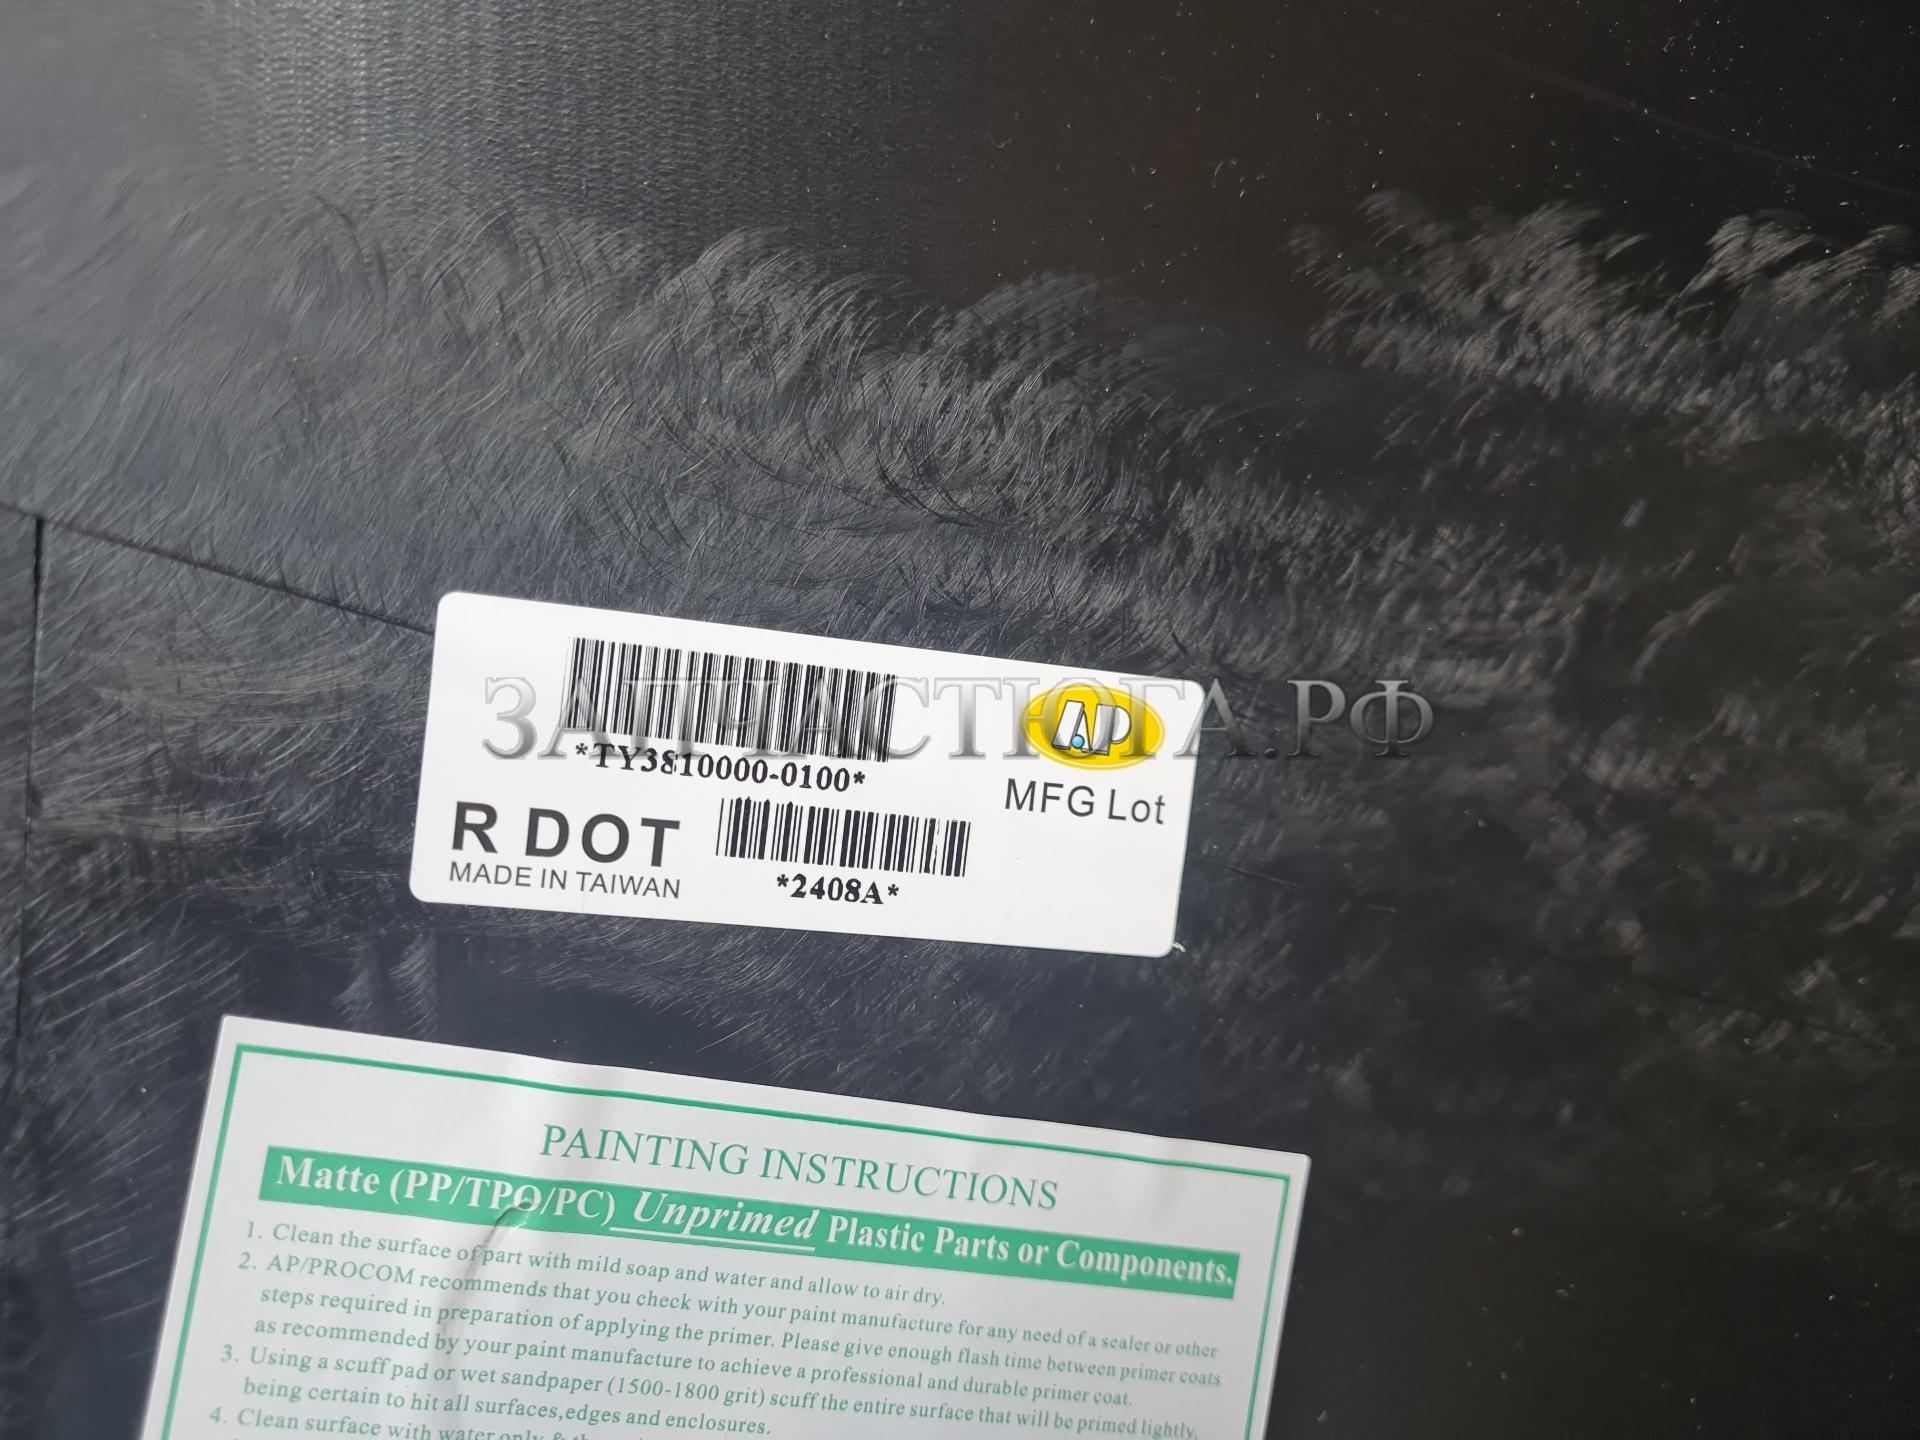 ЗАПЧАСТЮГА.РФ
*TY3810000-0100*
AP
MFG Lot
R DOT
MADE IN TAIWAN
*2408A*
PAINTING INSTRUCTIONS
Matte (PP/TPO/PC) Unprimed Plastic Parts or Components.
1. Clean the surface of part with mild soap and water and allow to air dry.
2. AP/PROCOM recommends that you check with your paint manufacture for any need of a sealer or other
steps required in preparation of applying the primer. Please give enough flash time between primer coats
as recommended by your paint manufacture to achieve a professional and durable primer coat.
3. Using a scuff pad or wet sandpaper (1500-1800 grit) scuff the entire surface that will be primed lightly,
being certain to hit all surfaces,edges and enclosures.
4. Clean surface with water only &